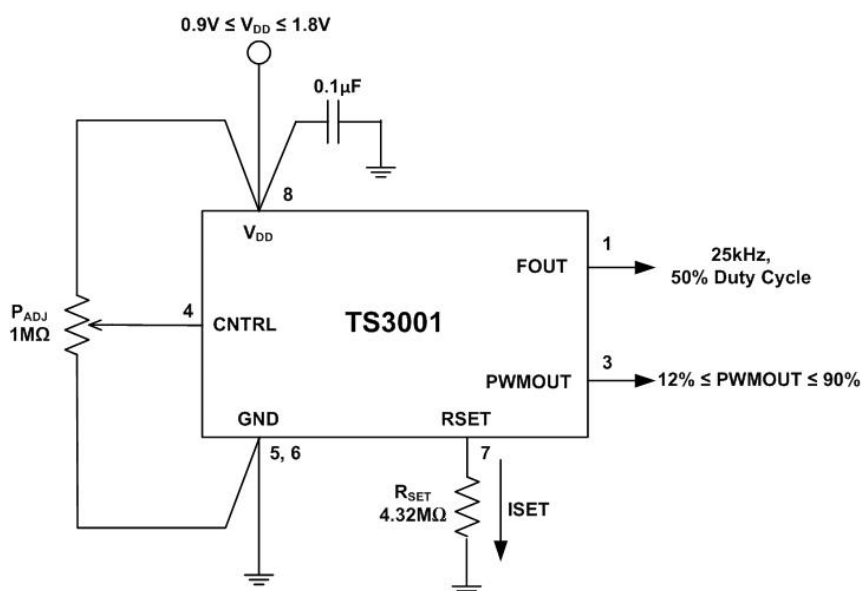 0.9V ≤ VDD ≤ 1.8V
0.1µF
8
VDD
1
FOUT
25kHz,
50% Duty Cycle
PADJ
1MΩ
4
CNTRL
TS3001
3
PWMOUT
12% ≤ PWMOUT ≤ 90%
GND
RSET
5, 6
7
RSET
4.32MΩ
ISET